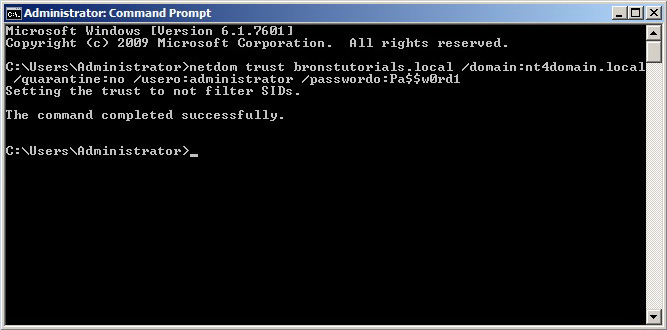 Administrator: Command Prompt
Microsoft Windows [Version 6.1.7601]
Copyright (c) 2009 Microsoft Corporation.  All rights reserved.
C:\Users\Administrator>netdom trust bronstutorials.local /domain:nt4domain.local
 /quarantine:no /usero:administrator /passwordo:Pa$$w0rd1
Setting the trust to not filter SIDs.
The command completed successfully.
C:\Users\Administrator>_